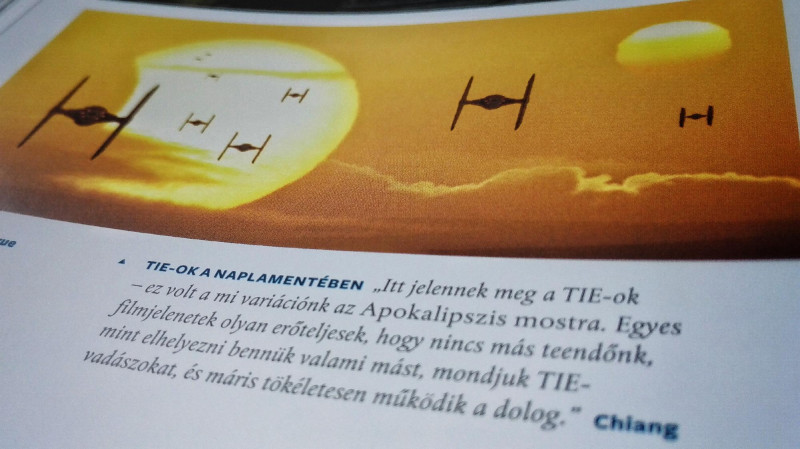 TIE-OK A NAPLAMENTÉBEN „Itt jelennek meg a TIE-ok
– ez volt a mi variációnk az Apokalipszis mostra. Egyes
filmjelenetek olyan erőteljesek, hogy nincs más teendőnk,
mint elhelyezni bennük valami mást, mondjuk TIE-
vadászokat, és máris tökéletesen működik a dolog.” Chiang